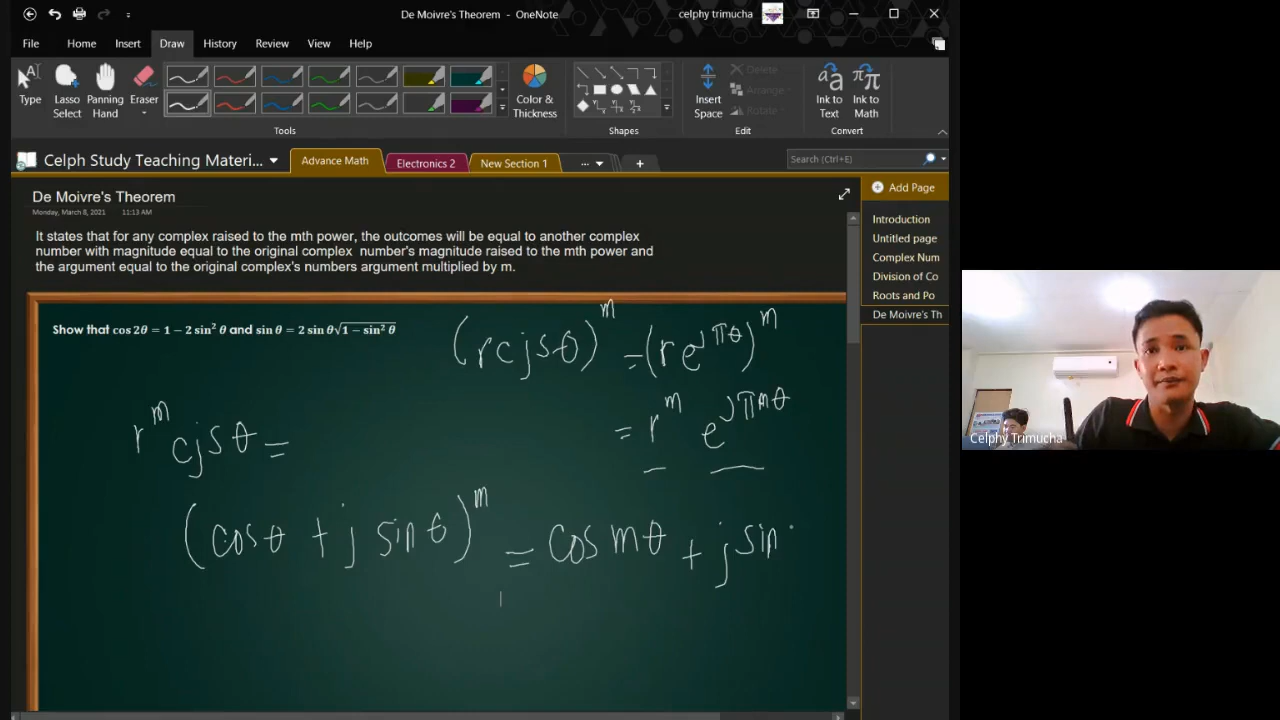 De Moivre's Theorem - OneNote
celphy trimucha
File Home Insert Draw History Review View Help
Type
Lasso Select
Panning Hand
Eraser
Color & Thickness
Insert Space
Delete
Arrange
Rotate
Ink to Text
Ink to Math
Tools
Shapes
Edit
Convert
Celph Study Teaching Materi...
Advance Math
Electronics 2
New Section 1
...
+
Search (Ctrl+E)
Add Page
Introduction
Untitled page
Complex Num
Division of Co
Roots and Po
De Moivre's Th
De Moivre's Theorem
Monday, March 8, 2021 11:13 AM
It states that for any complex raised to the mth power, the outcomes will be equal to another complex
number with magnitude equal to the original complex number's magnitude raised to the mth power and
the argument equal to the original complex's numbers argument multiplied by m.
Show that cos 2θ = 1 − 2 sin² θ and sin θ = 2 sin θ√(1 − sin² θ)
(rcjsθ)^m = (re^jπθ)^m
= r^m e^jπmθ
r^m cjsθ =
(cosθ + j sinθ)^m = cos mθ + j sin
Celphy Trimucha